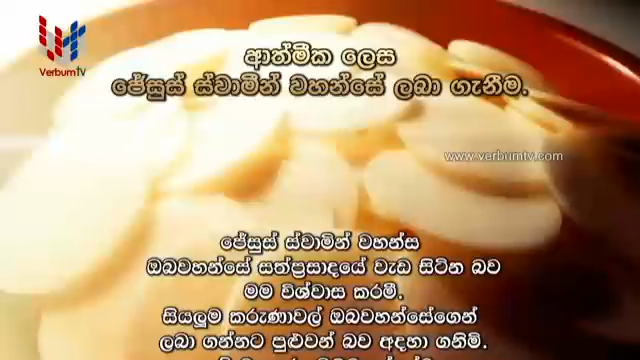 VerbumTV
ආත්මීක ලෙස
ජේසුස් ස්වාමීන් වහන්සේ ලබා ගැනීම.
www.verbumtv.com
ජේසුස් ස්වාමින් වහන්ස
ඔබවහන්සේ සත්ප්‍රසාදයේ වැඩ සිටින බව
මම විශ්වාස කරමි.
සියලූම කරුණාවල් ඔබවහන්සේගෙන්
ලබා ගන්නට පුළුවන් බව අදහා ගනිමි.